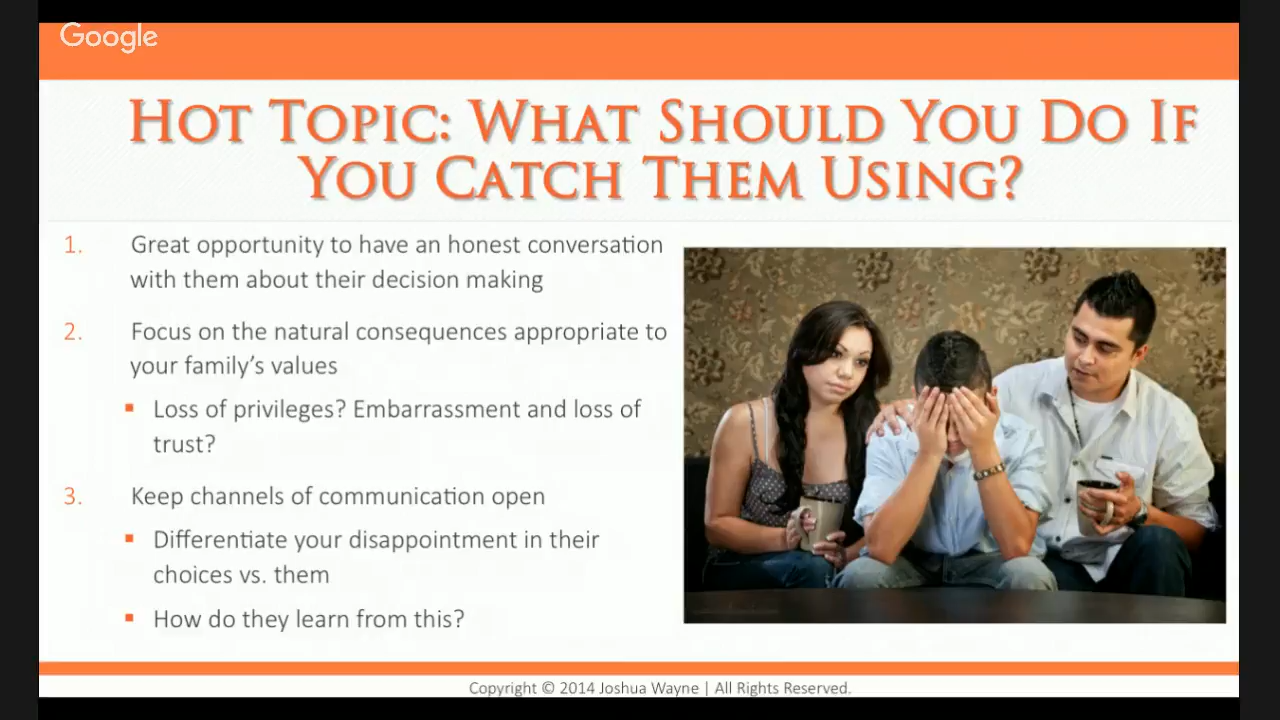 Google
Hot Topic: What Should You Do If
You Catch Them Using?
1. Great opportunity to have an honest conversation
with them about their decision making
2. Focus on the natural consequences appropriate to
your family’s values
▪ Loss of privileges? Embarrassment and loss of
trust?
3. Keep channels of communication open
▪ Differentiate your disappointment in their
choices vs. them
▪ How do they learn from this?
Copyright © 2014 Joshua Wayne | All Rights Reserved.